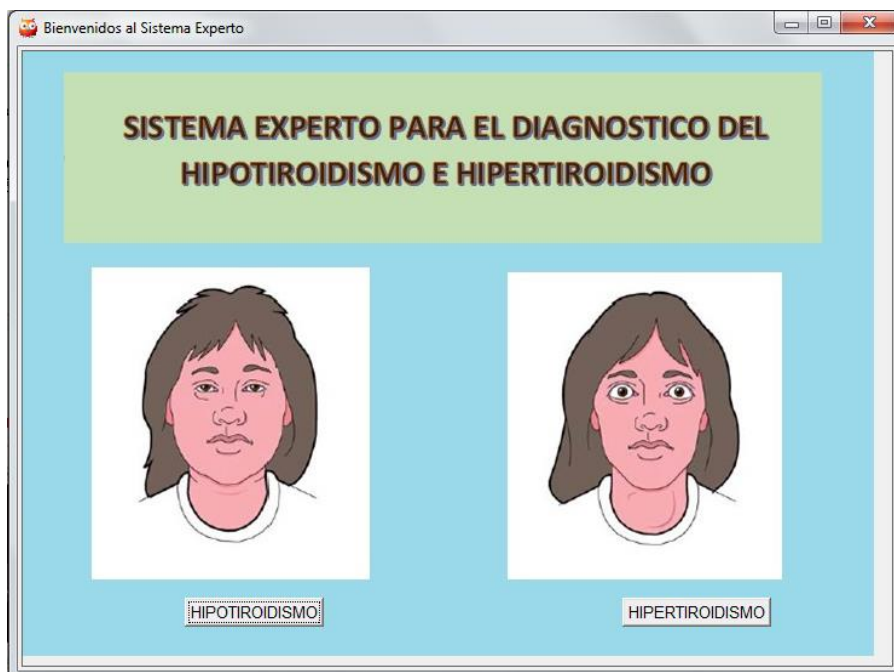 Bienvenidos al Sistema Experto
SISTEMA EXPERTO PARA EL DIAGNOSTICO DEL
HIPOTIROIDISMO E HIPERTIROIDISMO
HIPOTIROIDISMO
HIPERTIROIDISMO